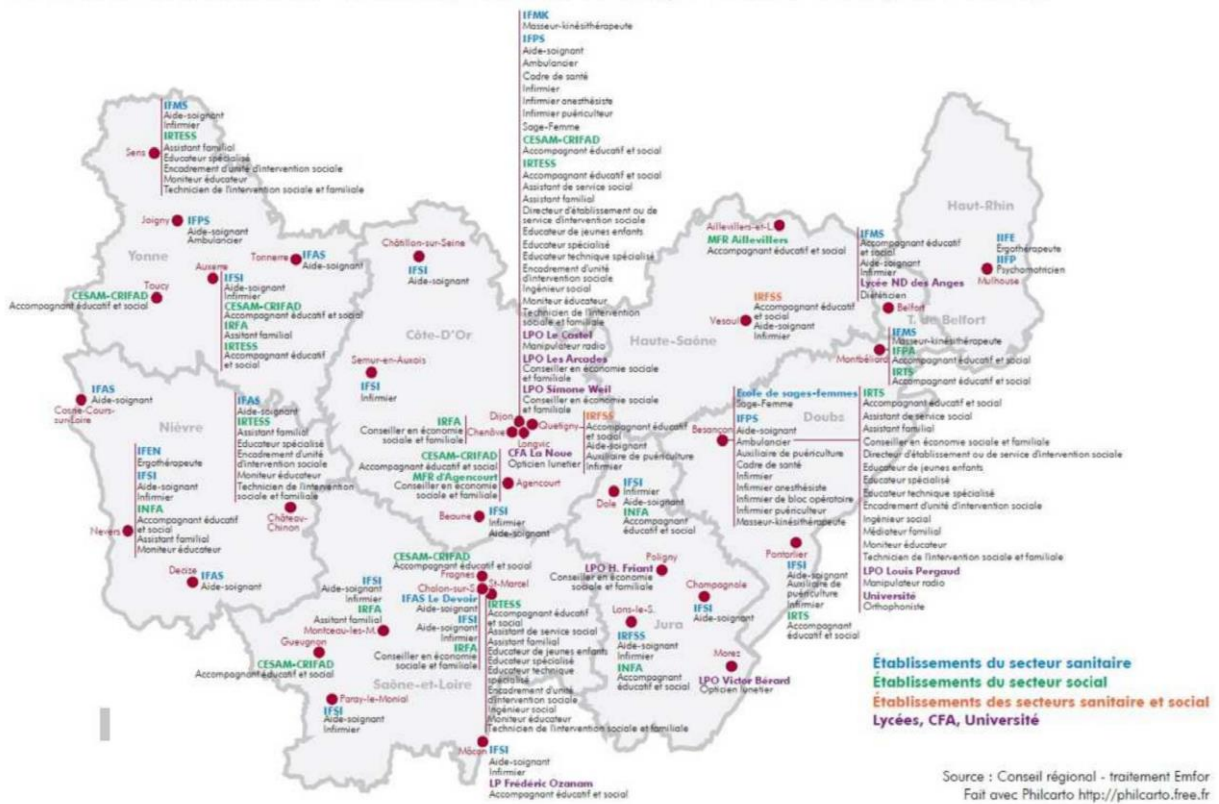 IFMK
Masseur-kinésithérapeute
IFPS
Aide-soignant
Ambulancier
Cadre de santé
Infirmier
Infirmier anesthésiste
Infirmier puériculteur
Sage-Femme
CESAM-CRIFAD
Accompagnant éducatif et social
IRTESS
Accompagnant éducatif et social
Assistant de service social
Assistant familial
Directeur d'établissement ou de
service d'intervention sociale
Educateur de jeunes enfants
Educateur spécialisé
Educateur technique spécialisé
Encadrement d'unité
d'intervention sociale
Ingénieur social
Moniteur éducateur
Technicien de l'intervention
sociale et familiale
LPO Le Castel
Manipulateur radio
LPO Les Arcades
Conseiller en économie sociale
et familiale
LPO Simone Weil
Conseiller en économie sociale
et familiale
Dijon
Quetigny
Chenôve
Longvic
IRFA
Conseiller en économie
sociale et familiale
CFA La Noue
Opticien lunetier
IRFSS
Accompagnant éducatif
et social
Aide-soignant
Auxiliaire de puériculture
Infirmier
CESAM-CRIFAD
Accompagnant éducatif et social
MFR d'Agencourt
Conseiller en économie
sociale et familiale
Agencourt
Beaune
IFSI
Infirmier
Aide-soignant
Côte-D'Or
Châtillon-sur-Seine
IFSI
Aide-soignant
Semur-en-Auxois
IFSI
Infirmier
Sens
IFMS
Aide-soignant
Infirmier
IRTESS
Assistant familial
Educateur spécialisé
Encadrement d'unité d'intervention sociale
Moniteur éducateur
Technicien de l'intervention sociale et familiale
Joigny
IFPS
Aide-soignant
Ambulancier
Yonne
Tonnerre
IFAS
Aide-soignant
Toucy
CESAM-CRIFAD
Accompagnant éducatif et social
Auxerre
IFSI
Aide-soignant
Infirmier
CESAM-CRIFAD
Accompagnant éducatif et social
IRFA
Assitant familial
IRTESS
Accompagnant éducatif
et social
IFAS
Aide-soignant
Cosne-Cours-
sur-Loire
Nièvre
IFEN
Ergothérapeute
IFSI
Aide-soignant
Infirmier
INFA
Accompagnant éducatif
et social
Assistant familial
Moniteur éducateur
Nevers
IFAS
Aide-soignant
IRTESS
Assistant familial
Educateur spécialisé
Encadrement d'unité
d'intervention sociale
Moniteur éducateur
Technicien de l'intervention
sociale et familiale
Château-
Chinon
Decize
IFAS
Aide-soignant
CESAM-CRIFAD
Accompagnant éducatif et social
Fragnes
Chalon-sur-S.
St-Marcel
IFAS Le Devoir
Aide-soignant
IFSI
Aide-soignant
Infirmier
IRFA
Conseiller en économie
sociale et familiale
IFSI
Aide-soignant
Infirmier
IRFA
Assitant familial
Montceau-les-M.
Gueugnon
CESAM-CRIFAD
Accompagnant éducatif et social
Saône-et-Loire
Paray-le-Monial
IFSI
Aide-soignant
Infirmier
IRTESS
Accompagnant éducatif
et social
Assistant de service social
Assistant familial
Educateur de jeunes enfants
Educateur spécialisé
Educateur technique
spécialisé
Encadrement d'unité
d'intervention sociale
Ingénieur social
Moniteur éducateur
Technicien de l'intervention sociale et familiale
Mâcon
IFSI
Aide-soignant
Infirmier
LP Frédéric Ozanam
Accompagnant éducatif et social
Aillevillers-et-L.
MFR Aillevillers
Accompagnant éducatif et social
Haute-Saône
Vesoul
IRFSS
Accompagnant éducatif
et social
Aide-soignant
Infirmier
IFMS
Accompagnant éducatif
et social
Aide-soignant
Infirmier
Lycée ND des Anges
Diététicien
Belfort
T. de Belfort
Haut-Rhin
IIFE
Ergothérapeute
IIFP
Psychomotricien
Mulhouse
Montbéliard
IFMS
Masseur-kinésithérapeute
IFPA
Accompagnant éducatif et social
IRTS
Accompagnant éducatif et social
Doubs
Besançon
Ecole de sages-femmes
Sage-Femme
IFPS
Aide-soignant
Ambulancier
Auxiliaire de puériculture
Cadre de santé
Infirmier
Infirmier anesthésiste
Infirmier de bloc opératoire
Infirmier puériculteur
Masseur-kinésithérapeute
IRTS
Accompagnant éducatif et social
Assistant de service social
Assistant familial
Conseiller en économie sociale et familiale
Directeur d'établissement ou de service d'intervention sociale
Educateur de jeunes enfants
Educateur spécialisé
Educateur technique spécialisé
Encadrement d'unité d'intervention sociale
Ingénieur social
Médiateur familial
Moniteur éducateur
Technicien de l'intervention sociale et familiale
LPO Louis Pergaud
Manipulateur radio
Université
Orthophoniste
Pontarlier
IFSI
Aide-soignant
Auxiliaire de
puériculture
Infirmier
IRTS
Accompagnant
éducatif et social
Dole
IFSI
Infirmier
Aide-soignant
INFA
Accompagnant
éducatif et social
Poligny
LPO H. Friant
Conseiller en économie
sociale et familiale
Champagnole
IFSI
Aide-soignant
Lons-le-S.
Jura
IRFSS
Aide-soignant
Infirmier
INFA
Accompagnant
éducatif et social
Morez
LPO Victor Bérard
Opticien lunetier
Établissements du secteur sanitaire
Établissements du secteur social
Établissements des secteurs sanitaire et social
Lycées, CFA, Université
Source : Conseil régional - traitement Emfor
Fait avec Philcarto http://philcarto.free.fr